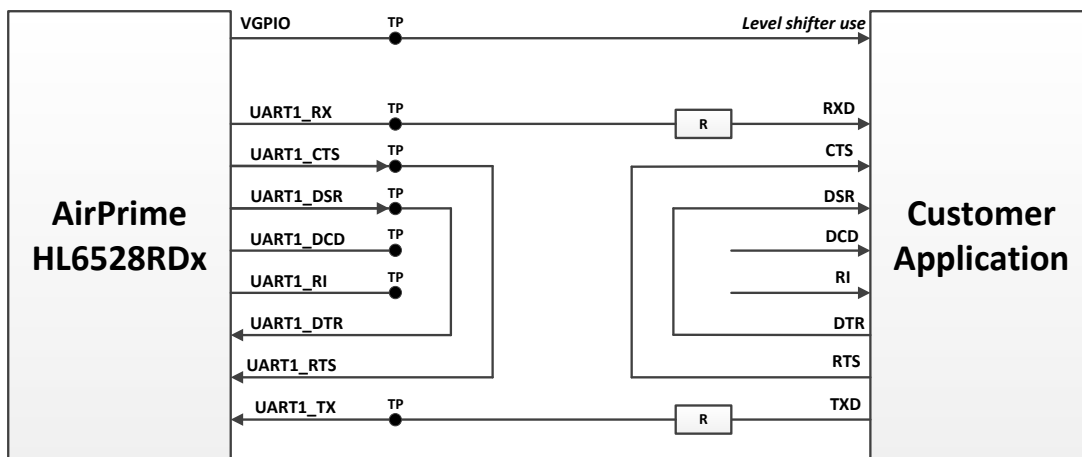 VGPIO TP Level shifter use
UART1_RX TP R RXD
UART1_CTS TP CTS
UART1_DSR TP DSR
AirPrime
HL6528RDx
Customer
Application
UART1_DCD TP DCD
UART1_RI TP RI
UART1_DTR DTR
UART1_RTS RTS
UART1_TX TP R TXD